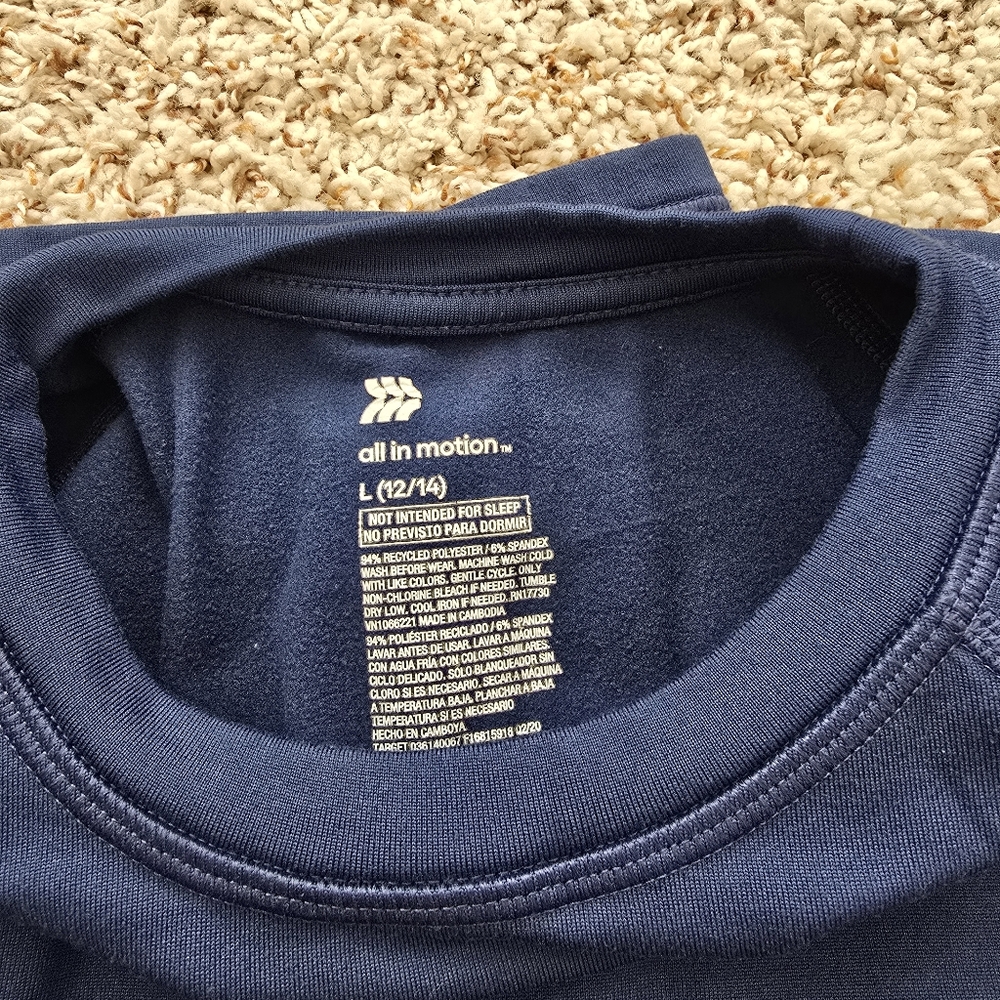 all in motion™
L (12/14)
NOT INTENDED FOR SLEEP
NO PREVISTO PARA DORMIR
94% RECYCLED POLYESTER / 6% SPANDEX
WASH BEFORE WEAR. MACHINE WASH COLD
WITH LIKE COLORS. GENTLE CYCLE. ONLY
NON-CHLORINE BLEACH IF NEEDED. TUMBLE
DRY LOW. COOL IRON IF NEEDED. RN17730
VN1066221 MADE IN CAMBODIA
94% POLIÉSTER RECICLADO / 6% SPANDEX
LAVAR ANTES DE USAR. LAVAR A MÁQUINA
CON AGUA FRÍA CON COLORES SIMILARES.
CICLO DELICADO. SÓLO BLANQUEADOR SIN
CLORO SI ES NECESARIO. SECAR A MÁQUINA
A TEMPERATURA BAJA. PLANCHAR A BAJA
TEMPERATURA SI ES NECESARIO
HECHO EN CAMBOYA
TARGET 036140067 F16815918 02/20